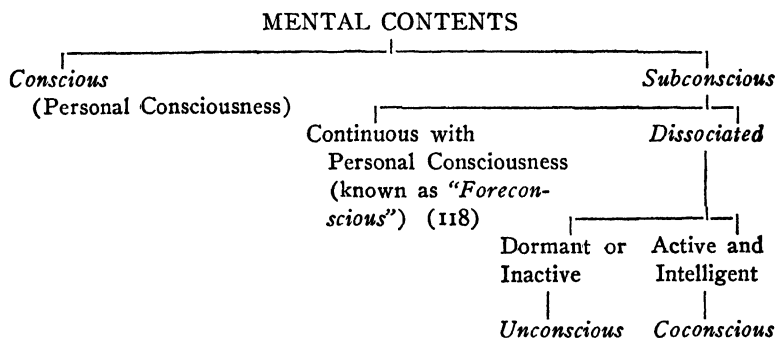 MENTAL CONTENTS
Conscious
(Personal Consciousness)
Subconscious
Continuous with
Personal Consciousness
(known as "Forecon-
scious") (118)
Dissociated
Dormant or
Inactive
Active and
Intelligent
Unconscious
Coconscious